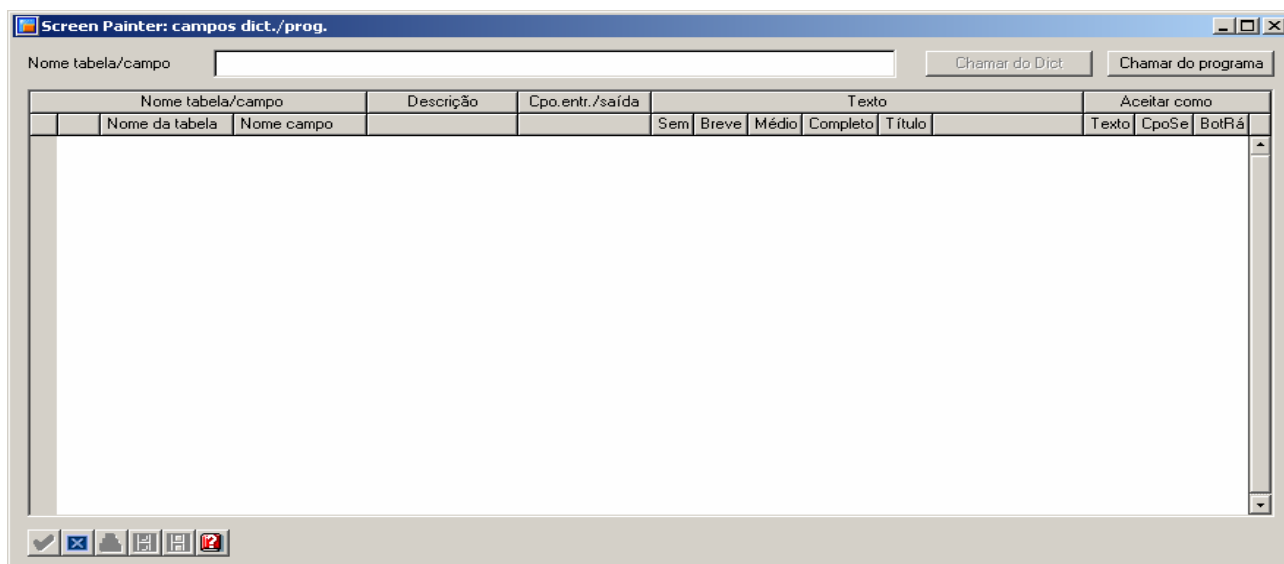 Screen Painter: campos dict./prog.
Nome tabela/campo Chamar do Dict Chamar do programa
Nome tabela/campo Descrição Cpo.entr./saída Texto Aceitar como
Nome da tabela Nome campo Sem Breve Médio Completo Título Texto CpoSe BotRá